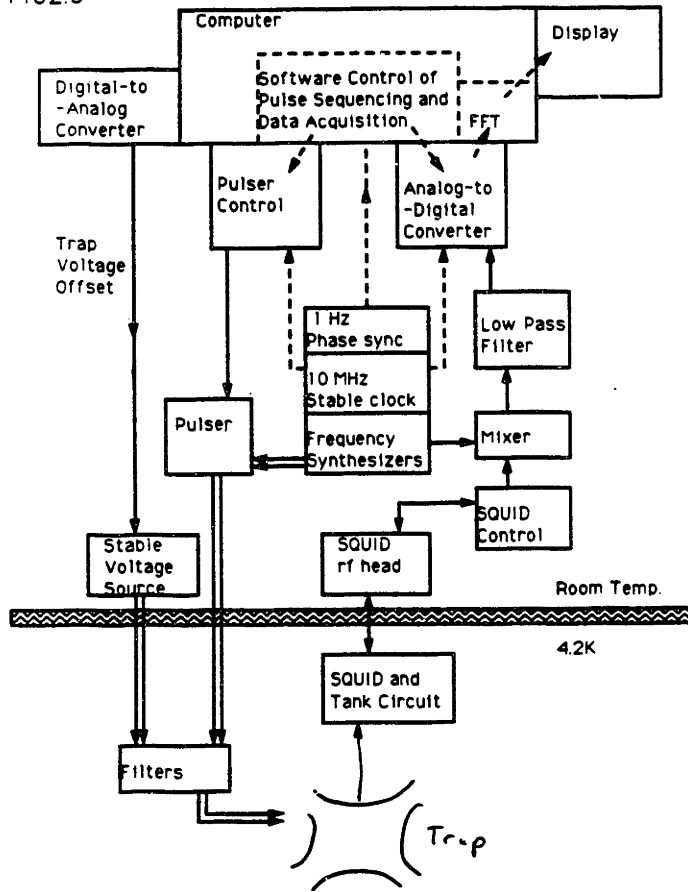 Computer
Display
Digital-to
-Analog
Converter
Software Control of
Pulse Sequencing and
Data Acquisition
FFT
Pulser
Control
Analog-to
-Digital
Converter
Trap
Voltage
Offset
1 Hz
Phase sync
Low Pass
Filter
10 MHz
Stable clock
Pulser
Frequency
Synthesizers
Mixer
SQUID
Control
Stable
Voltage
Source
SQUID
rf head
Room Temp.
4.2K
SQUID and
Tank Circuit
Filters
Trap